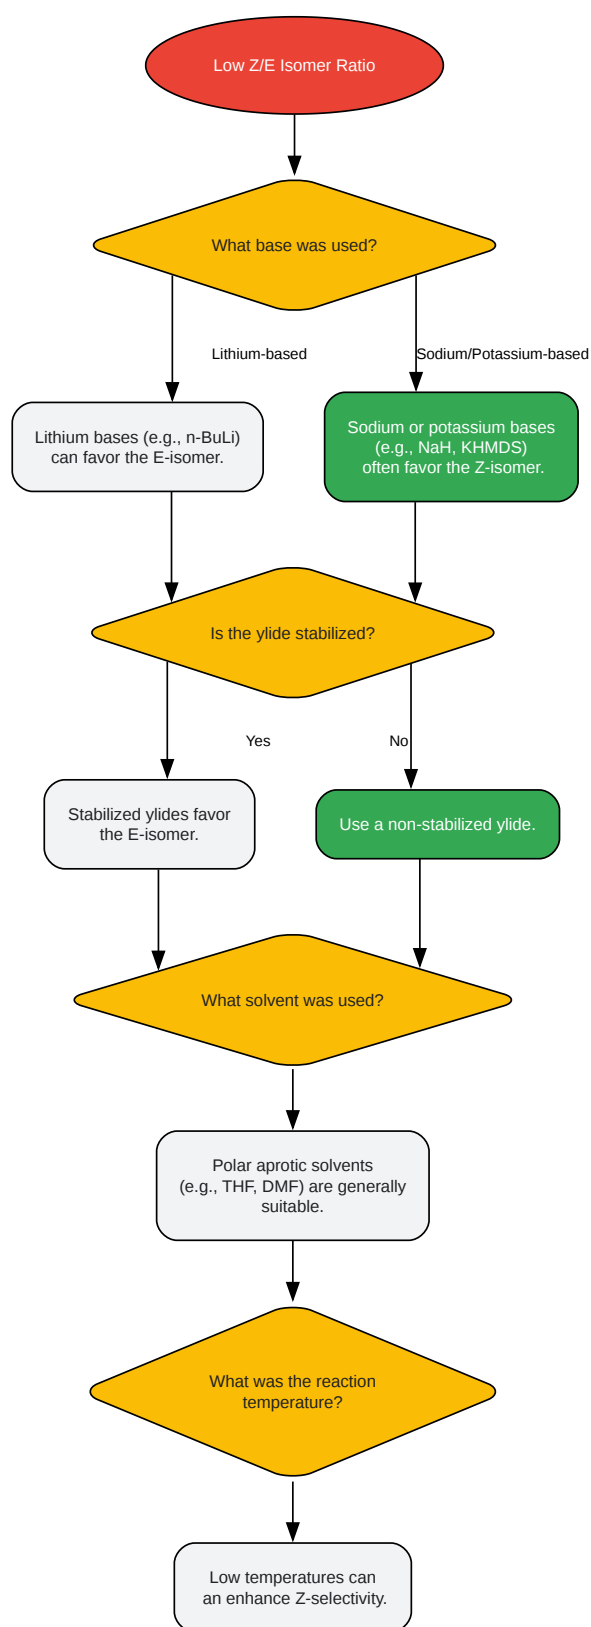 Low Z/E Isomer Ratio
What base was used?
Lithium-based
Sodium/Potassium-based
Lithium bases (e.g., n-BuLi)
can favor the E-isomer.
Sodium or potassium bases
(e.g., NaH, KHMDS)
often favor the Z-isomer.
Is the ylide stabilized?
Yes
No
Stabilized ylides favor
the E-isomer.
Use a non-stabilized ylide.
What solvent was used?
Polar aprotic solvents
(e.g., THF, DMF) are generally
suitable.
What was the reaction
temperature?
Low temperatures can
an enhance Z-selectivity.